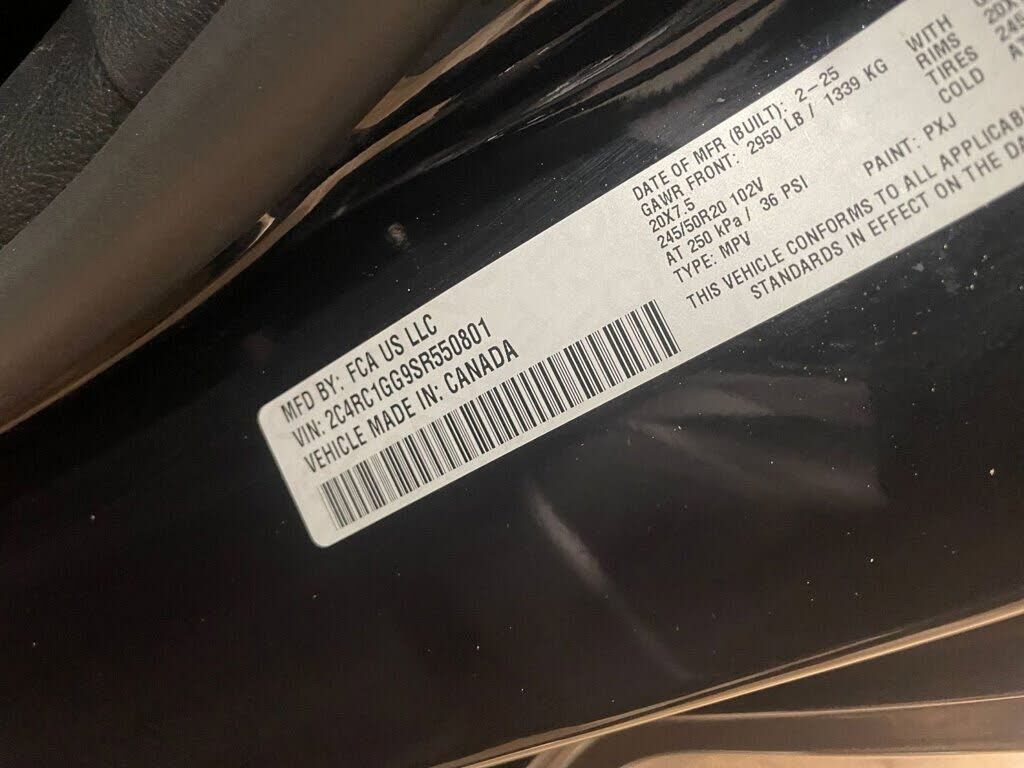 MFD BY: FCA US LLC
VIN: 2C4RC1GG9SR550801
VEHICLE MADE IN: CANADA
DATE OF MFR (BUILT): 2-25
GAWR FRONT: 2950 LB / 1339 KG
20X7.5
245/50R20 102V
AT 250 kPa / 36 PSI
TYPE: MPV
WITH
RIMS
TIRES
COLD
PAINT: PXJ
THIS VEHICLE CONFORMS TO ALL
STANDARDS IN EFFECT ON THE